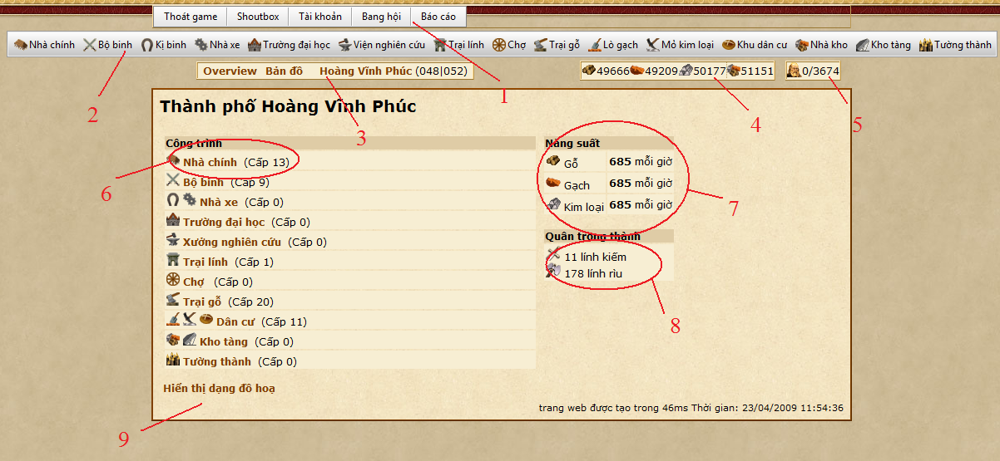 Thoát game Shoutbox Tài khoản Bang hội Báo cáo
Nhà chính Bộ binh Kị binh Nhà xe Trường đại học Viện nghiên cứu Trại lính Chợ Trại gỗ Lò gạch Mỏ kim loại Khu dân cư Nhà kho Kho tàng Tường thành
Overview Bản đồ Hoàng Vĩnh Phúc (048|052) 49666 49209 50177 51151 0/3674
1
2
3
4
5
Thành phố Hoàng Vĩnh Phúc
Công trình
Nhà chính (Cấp 13)
6
Bộ binh (Cấp 9)
Nhà xe (Cấp 0)
Trường đại học (Cấp 0)
Xưởng nghiên cứu (Cấp 0)
Trại lính (Cấp 1)
Chợ (Cấp 0)
Trại gỗ (Cấp 20)
Dân cư (Cấp 11)
Kho tàng (Cấp 0)
Tường thành (Cấp 0)
Hiển thị dạng đồ hoạ
9
Năng suất
Gỗ 685 mỗi giờ
Gạch 685 mỗi giờ
Kim loại 685 mỗi giờ
7
Quân trong thành
11 lính kiếm
178 lính rìu
8
trang web được tạo trong 46ms Thời gian: 23/04/2009 11:54:36